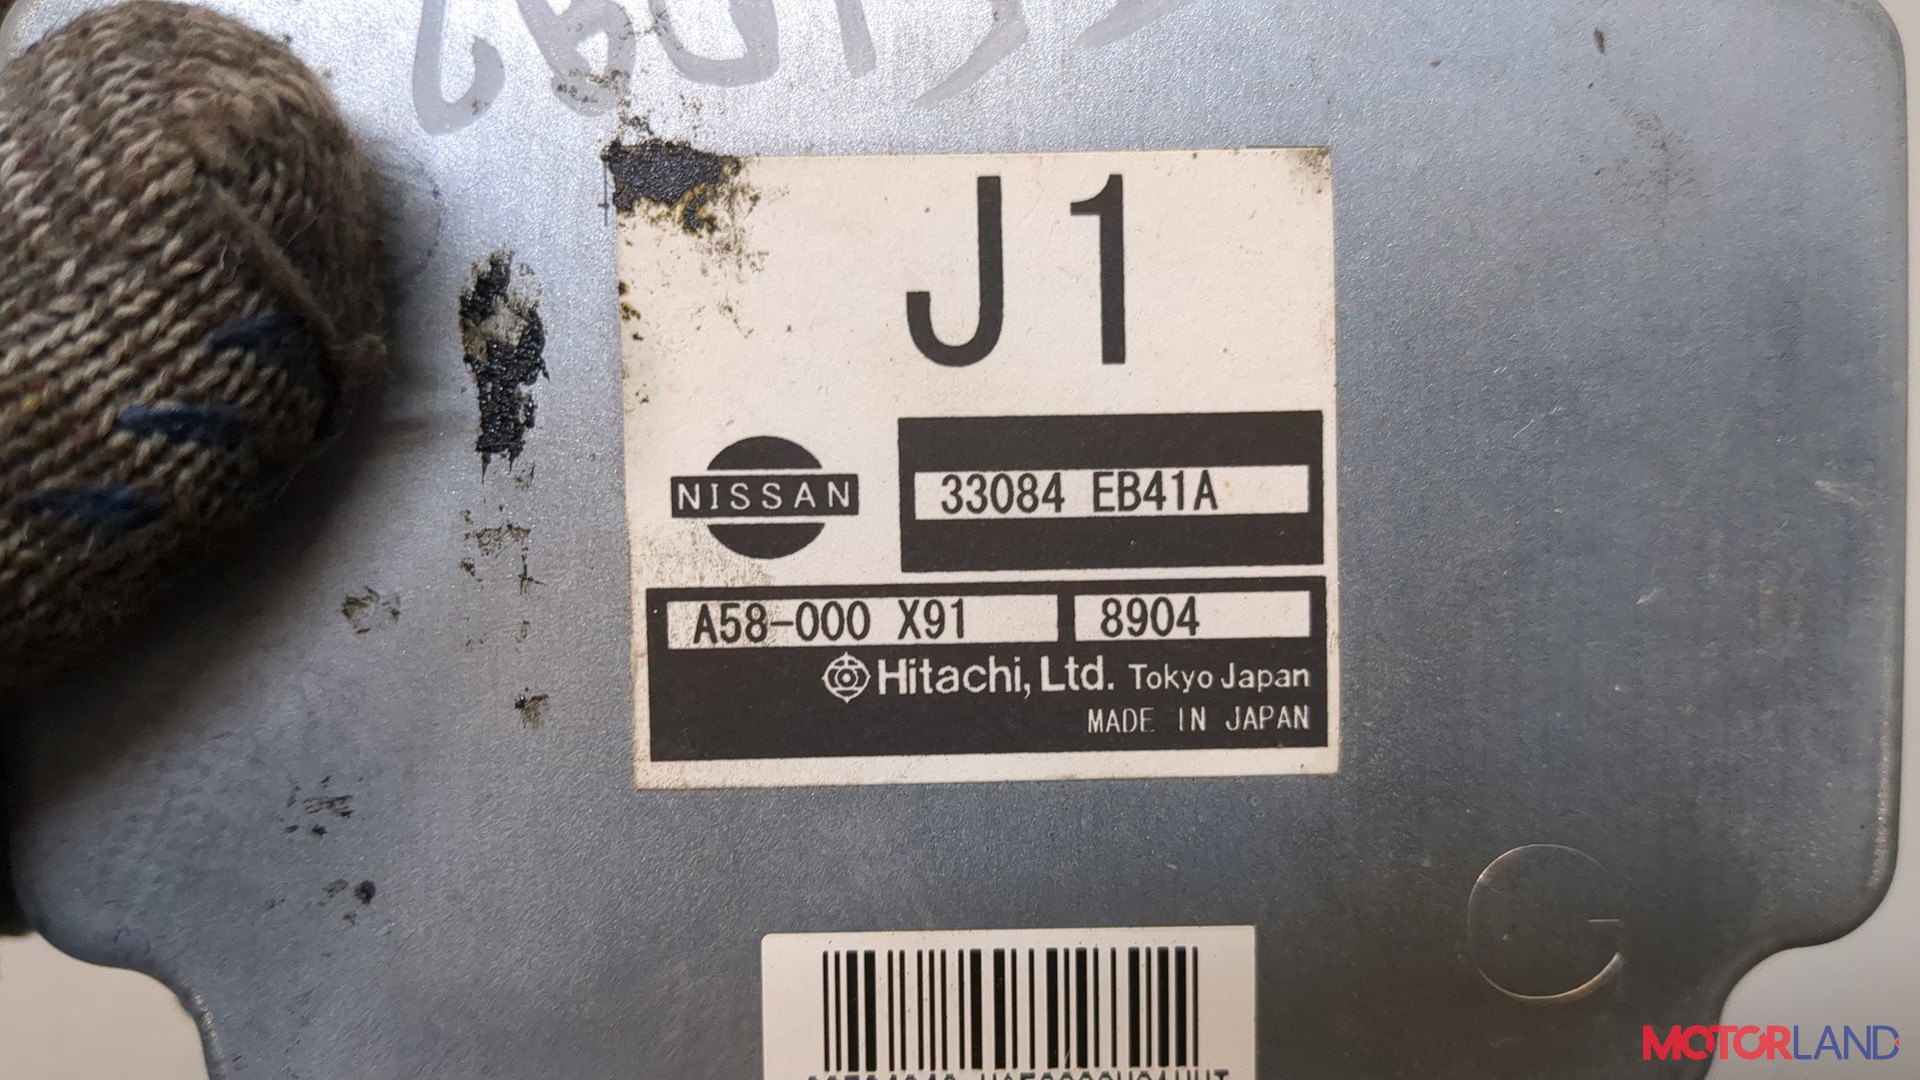 J1
NISSAN
33084 EB41A
A58-000 X91
8904
Hitachi, Ltd. Tokyo Japan
MADE IN JAPAN
G
MOTORLAND